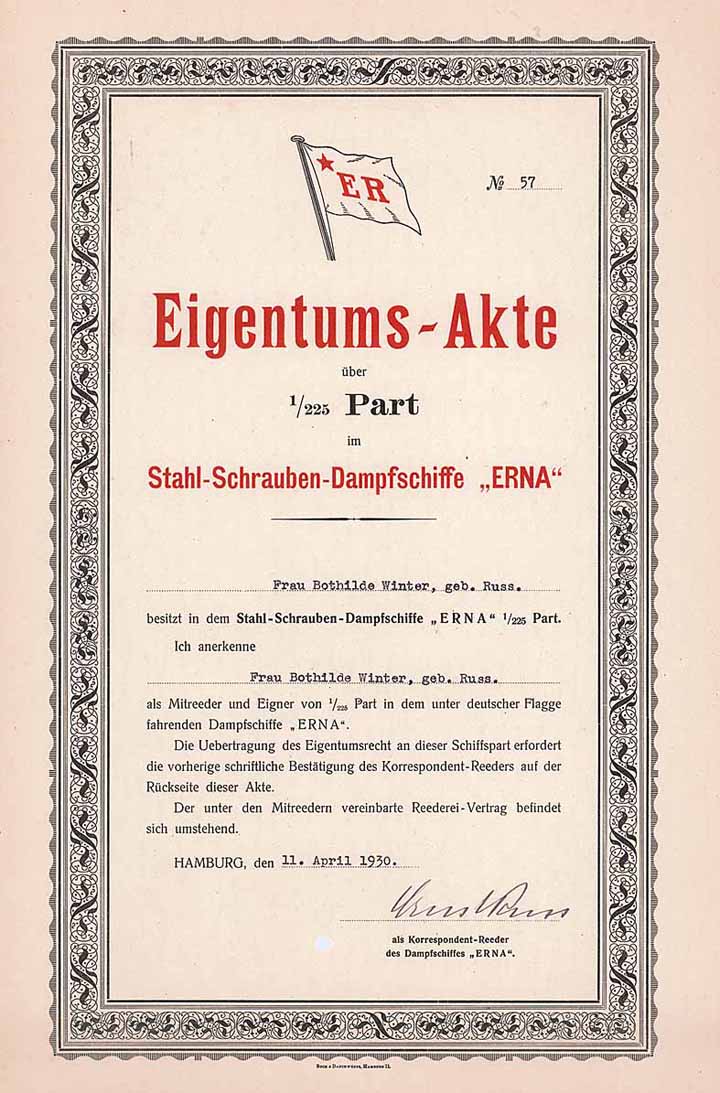 ER
№ 57
Eigentums-Akte
über
1/225 Part
im
Stahl-Schrauben-Dampfschiffe „ERNA“
Frau Bothilde Winter, geb. Russ.
besitzt in dem Stahl-Schrauben-Dampfschiffe „ERNA“ 1/225 Part.
Ich anerkenne
Frau Bothilde Winter, geb. Russ.
als Mitreeder und Eigner von 1/225 Part in dem unter deutscher Flagge
fahrenden Dampfschiffe „ERNA“.
Die Uebertragung des Eigentumsrecht an dieser Schiffspart erfordert
die vorherige schriftliche Bestätigung des Korrespondent-Reeders auf der
Rückseite dieser Akte.
Der unter den Mitreedern vereinbarte Reederei-Vertrag befindet
sich umstehend.
HAMBURG, den 11. April 1930.
Ernst Russ
als Korrespondent-Reeder
des Dampfschiffes „ERNA“.
HAMBURG 11.